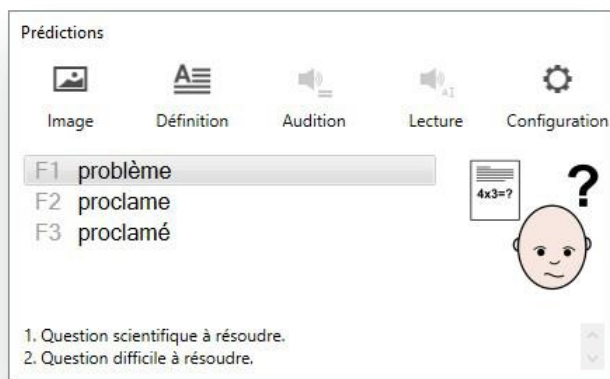 Prédictions
Image Définition Audition Lecture Configuration
F1 problème
F2 proclame
F3 proclamé
4x3=?
?
1. Question scientifique à résoudre.
2. Question difficile à résoudre.